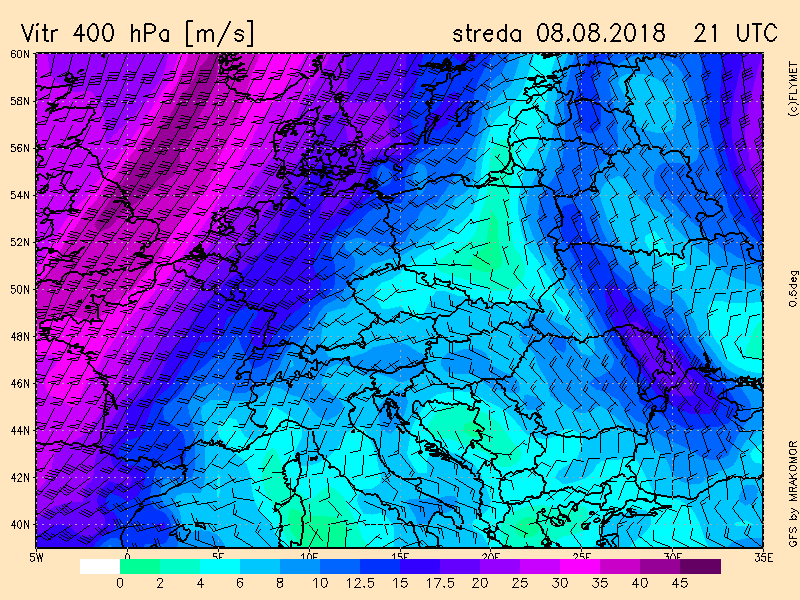 Vítr 400 hPa [m/s]
streda 08.08.2018 21 UTC
60N
58N
56N
54N
52N
50N
48N
46N
44N
42N
40N
5W
0
5E
10E
15E
20E
25E
30E
35E
0 2 4 6 8 10 12.5 15 17.5 20 25 30 35 40 45
(c)FLYMET
0.5deg
GFS by MRAKOMOR